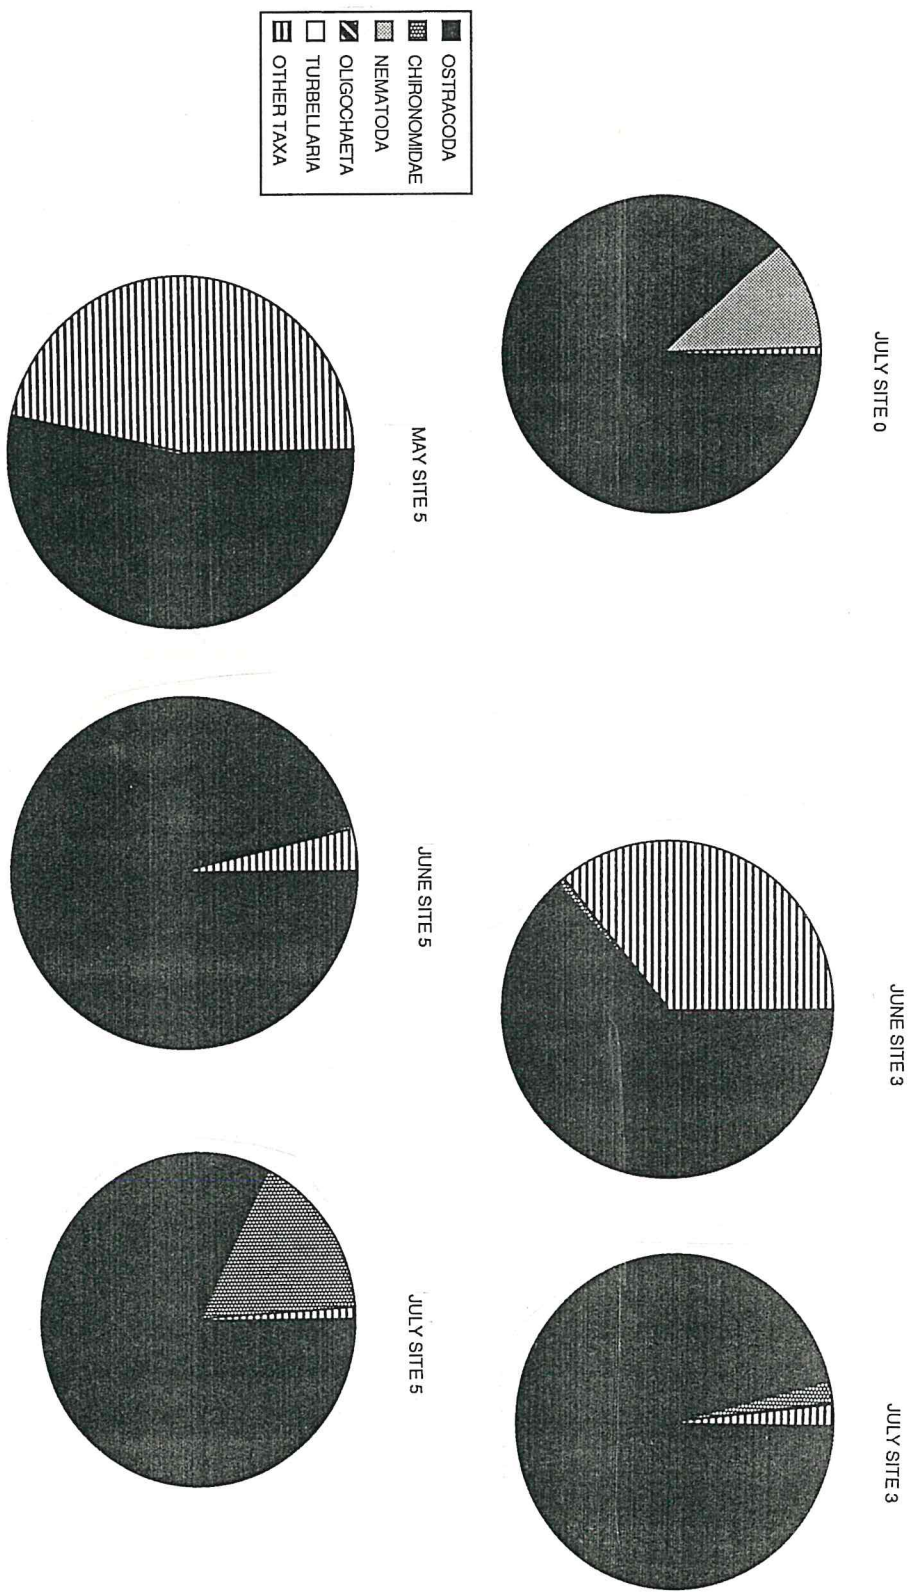 JULY SITE 0
JUNE SITE 3
JULY SITE 3
MAY SITE 5
JUNE SITE 5
JULY SITE 5
OSTRACODA
CHIRONOMIDAE
NEMATODA
OLIGOCHAETA
TURBELLARIA
OTHER TAXA